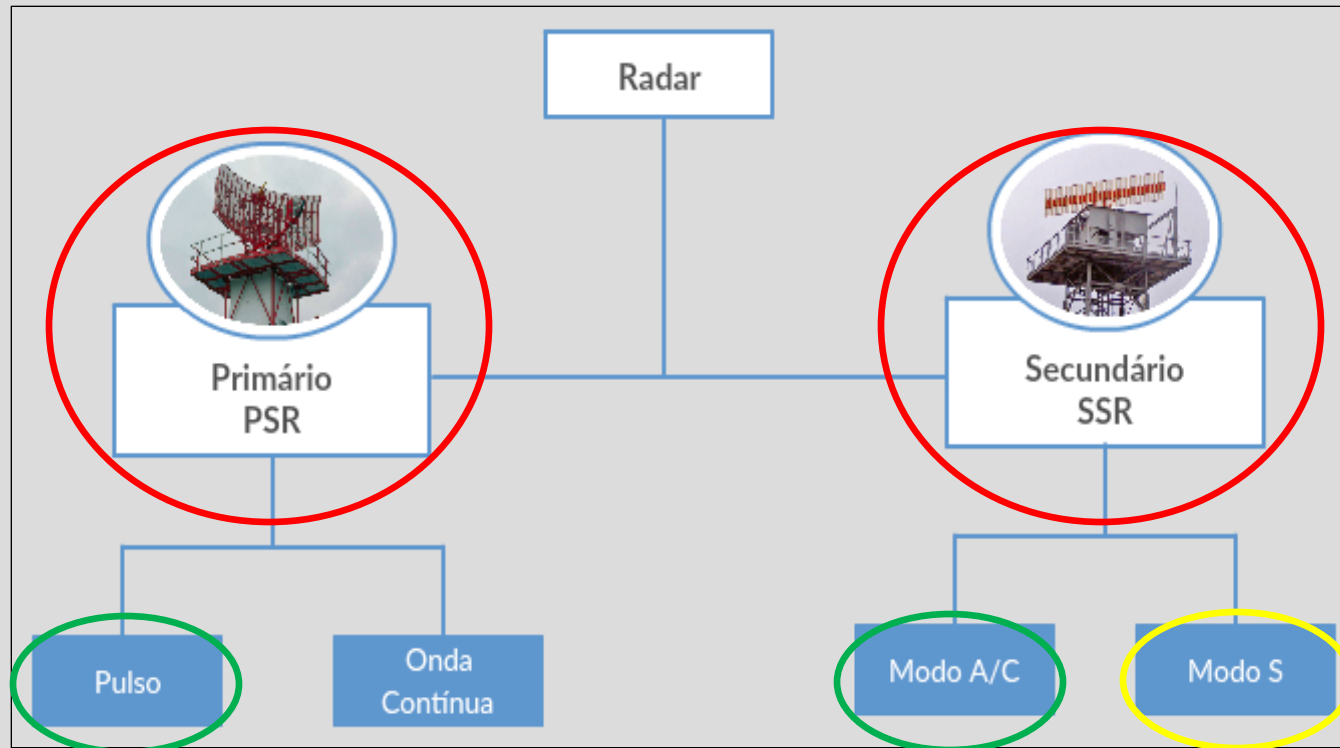 Radar
Primário
PSR
Secundário
SSR
Pulso
Onda
Contínua
Modo A/C
Modo S